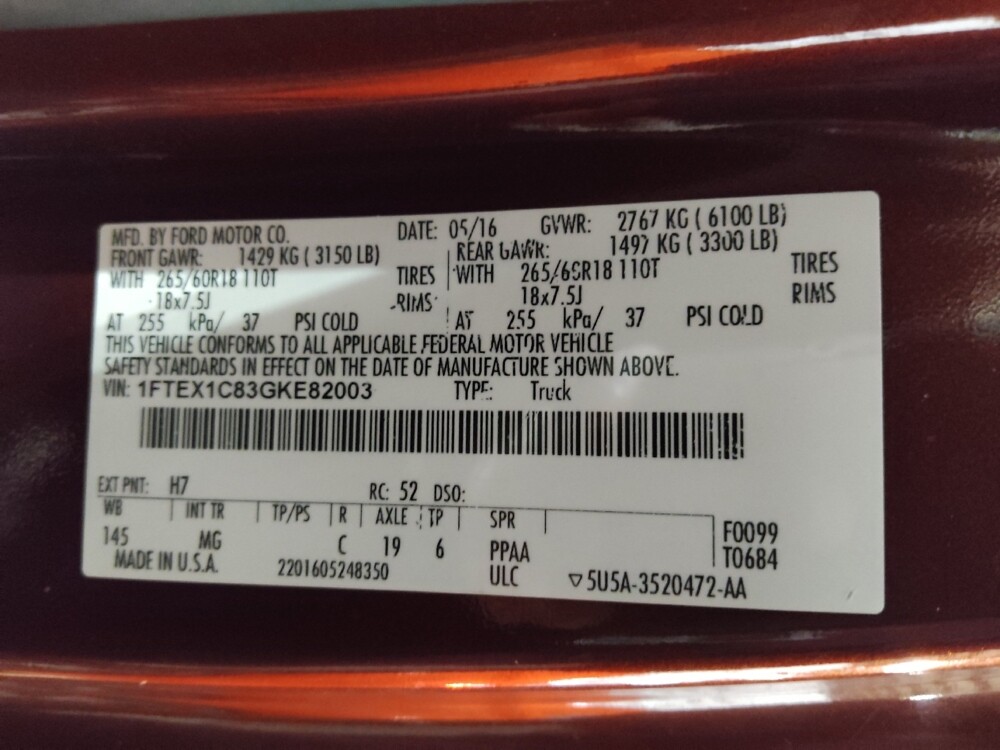 MFD. BY FORD MOTOR CO. DATE: 05/16 GVWR: 2767 KG ( 6100 LB)
FRONT GAWR: 1429 KG ( 3150 LB) REAR GAWR: 1497 KG ( 3300 LB)
WITH 265/60R18 110T TIRES WITH 265/60R18 110T TIRES
18x7.5J RIMS 18x7.5J RIMS
AT 255 kPa/ 37 PSI COLD AT 255 kPa/ 37 PSI COLD
THIS VEHICLE CONFORMS TO ALL APPLICABLE FEDERAL MOTOR VEHICLE
SAFETY STANDARDS IN EFFECT ON THE DATE OF MANUFACTURE SHOWN ABOVE.
VIN: 1FTEX1C83GKE82003 TYPE: Truck
EXT PNT: H7 RC: 52 DSO:
WB INT TR TP/PS R AXLE TP SPR F0099
145 MG C 19 6 PPAA T0684
MADE IN U.S.A. 2201605248350 ULC ▽5U5A-3520472-AA